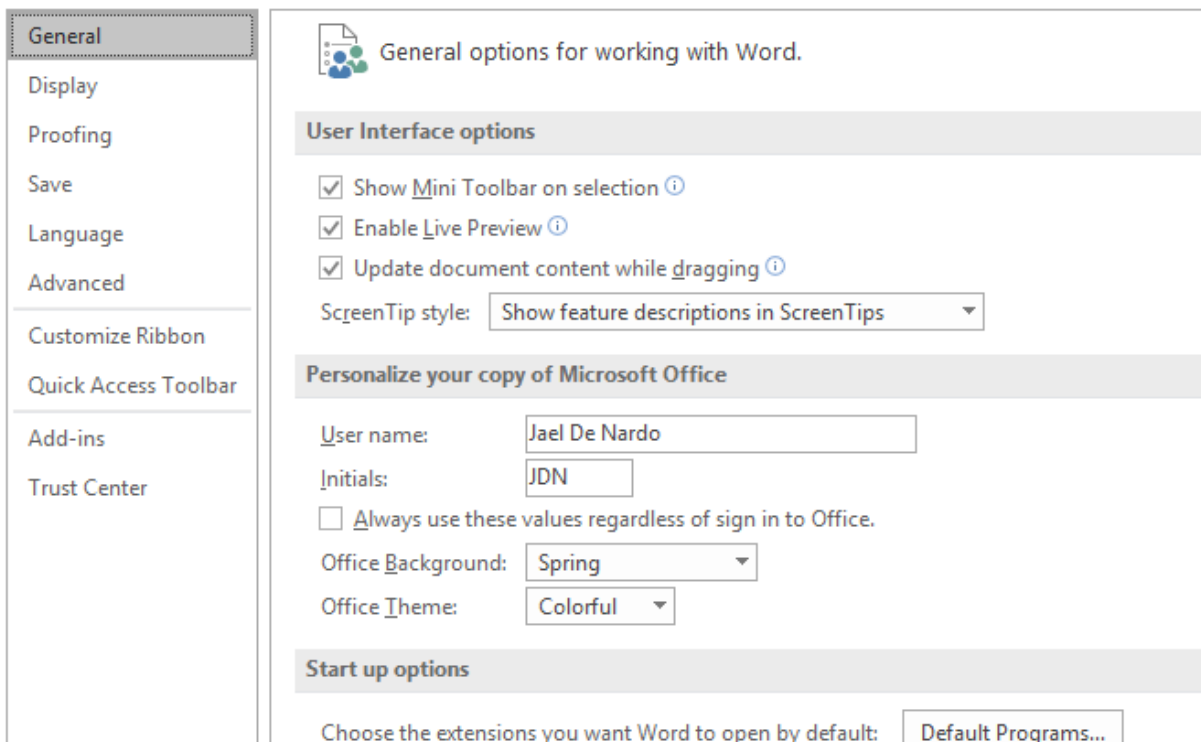 General
Display
Proofing
Save
Language
Advanced
Customize Ribbon
Quick Access Toolbar
Add-ins
Trust Center
General options for working with Word.
User Interface options
Show Mini Toolbar on selection
Enable Live Preview
Update document content while dragging
ScreenTip style: Show feature descriptions in ScreenTips
Personalize your copy of Microsoft Office
User name: Jael De Nardo
Initials: JDN
Always use these values regardless of sign in to Office.
Office Background: Spring
Office Theme: Colorful
Start up options
Choose the extensions you want Word to open by default: Default Programs...